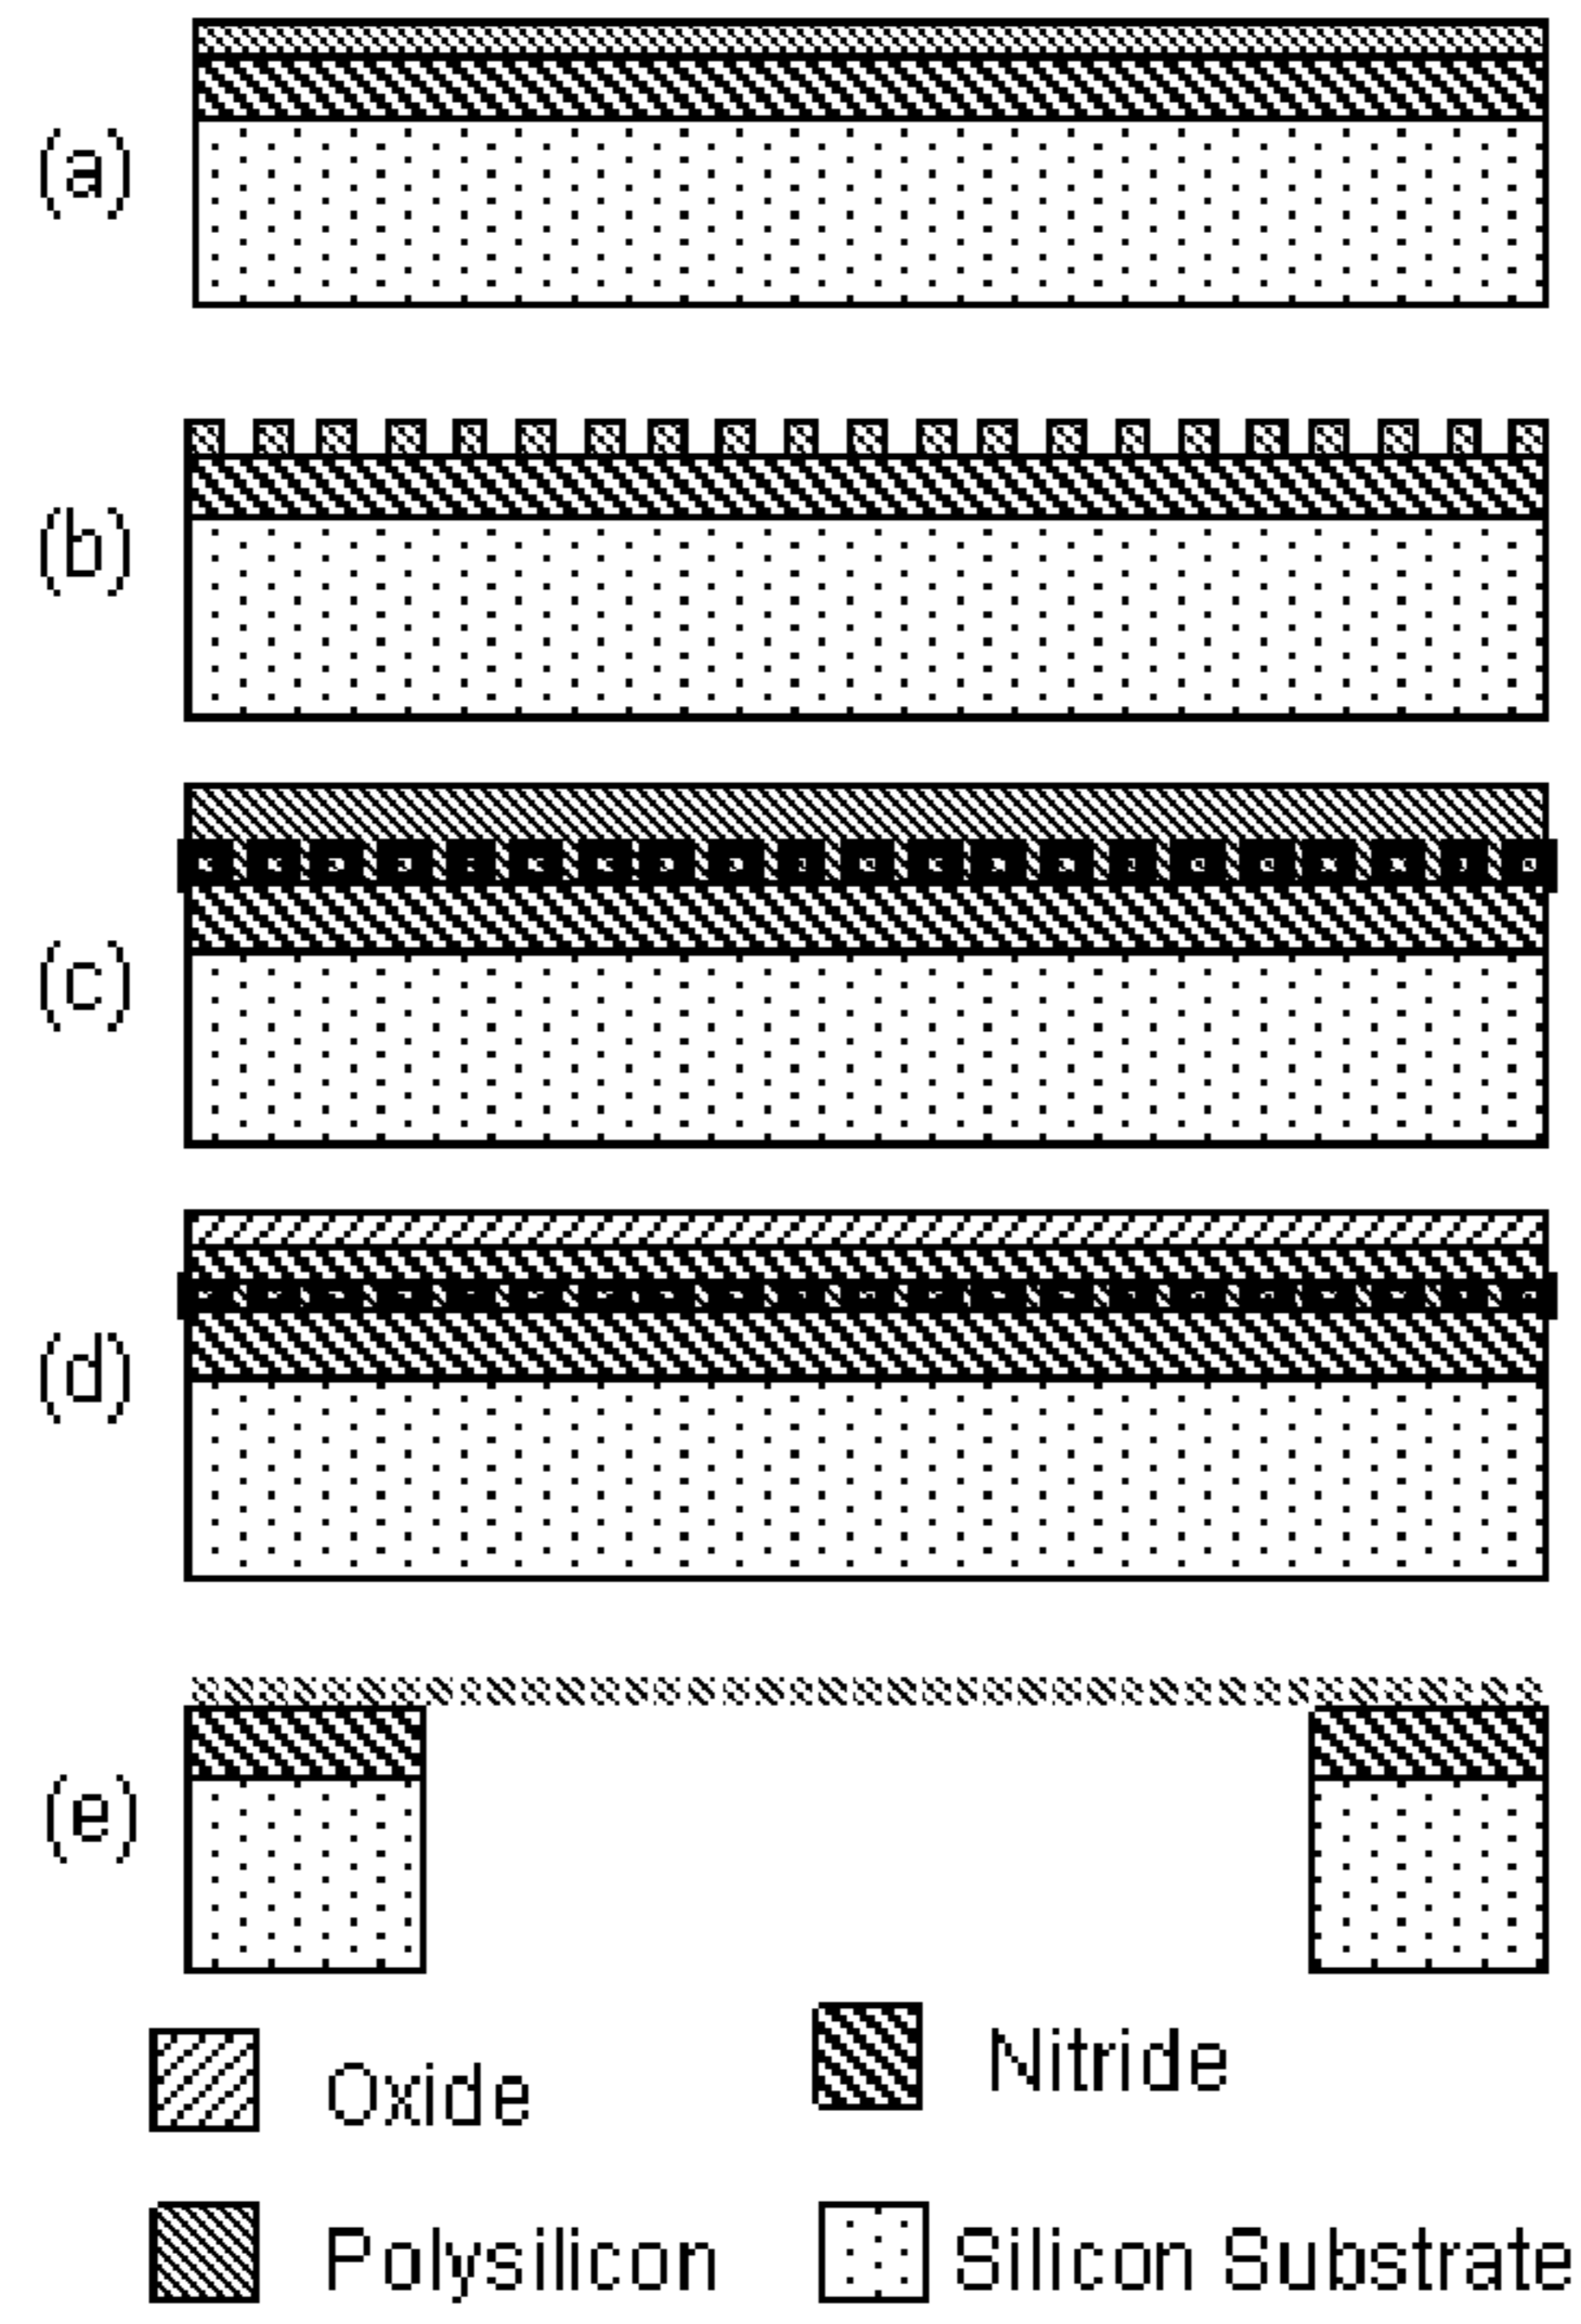 (a)
(b)
(c)
(d)
(e)
Oxide
Nitride
Polysilicon
Silicon Substrate